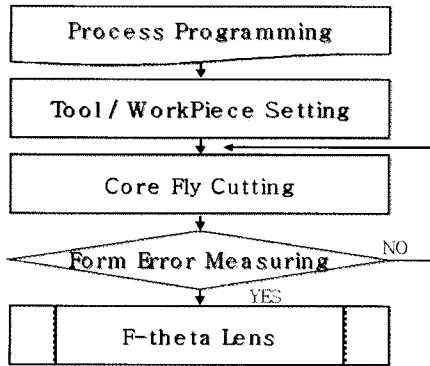 Process Programming
Tool / WorkPiece Setting
Core Fly Cutting
Form Error Measuring
NO
YES
F-theta Lens